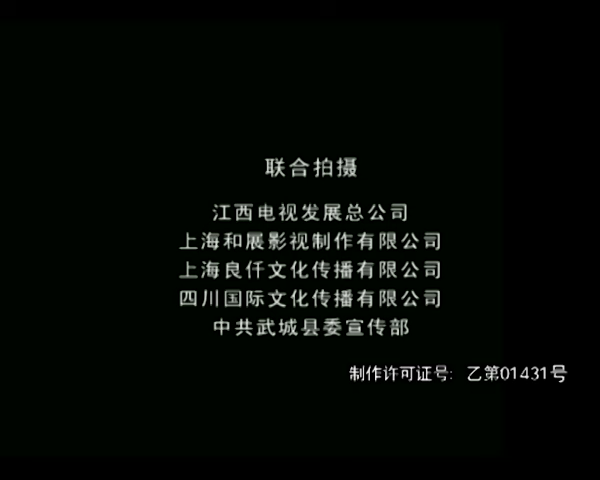 联合拍摄
江西电视发展总公司
上海和展影视制作有限公司
上海良仟文化传播有限公司
四川国际文化传播有限公司
中共武城县委宣传部
制作许可证号: 乙第01431号